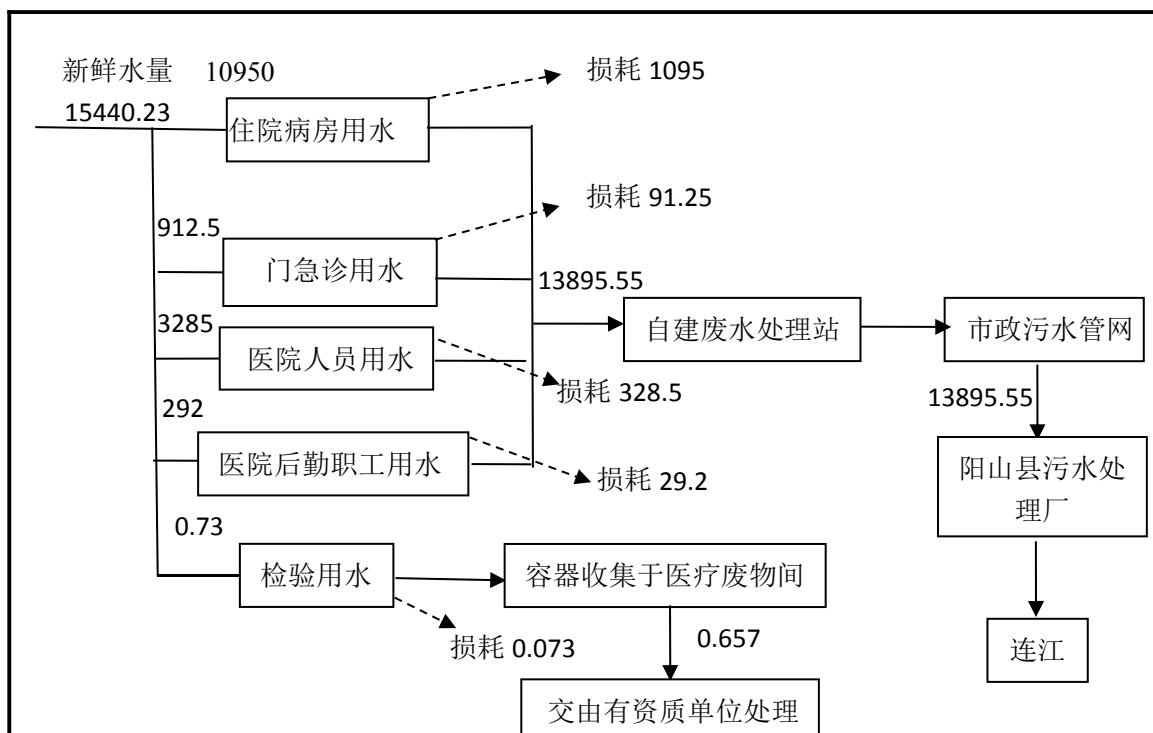 新鲜水量 10950
损耗 1095
15440.23
住院病房用水
损耗 91.25
912.5
门急诊用水
13895.55
3285
自建废水处理站
市政污水管网
医院人员用水
损耗 328.5
13895.55
292
医院后勤职工用水
损耗 29.2
阳山县污水处
理厂
0.73
检验用水
容器收集于医疗废物间
损耗 0.073
0.657
连江
交由有资质单位处理